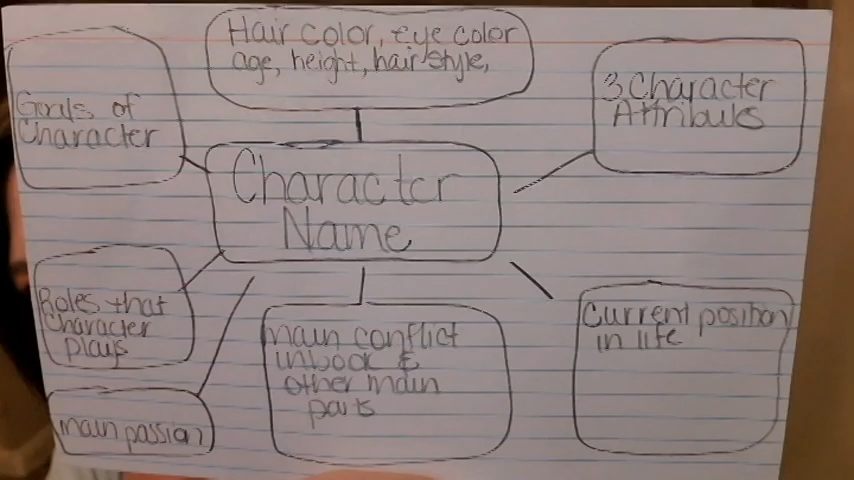 Hair color, eye color
age, height, hair style,
Goals of
Character
3 Character
Attributes
Character
Name
Roles that
Character
plays
main conflict
in book &
other main
parts
Current position
in life
main passion